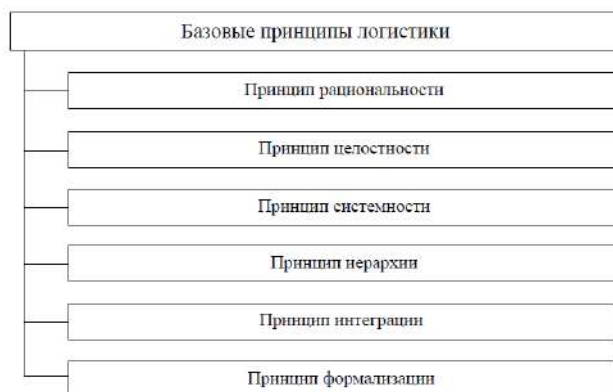 Базовые принципы логистики
Принцип рациональности
Принцип целостности
Принцип системности
Принцип иерархии
Принцип интеграции
Принцип формализации